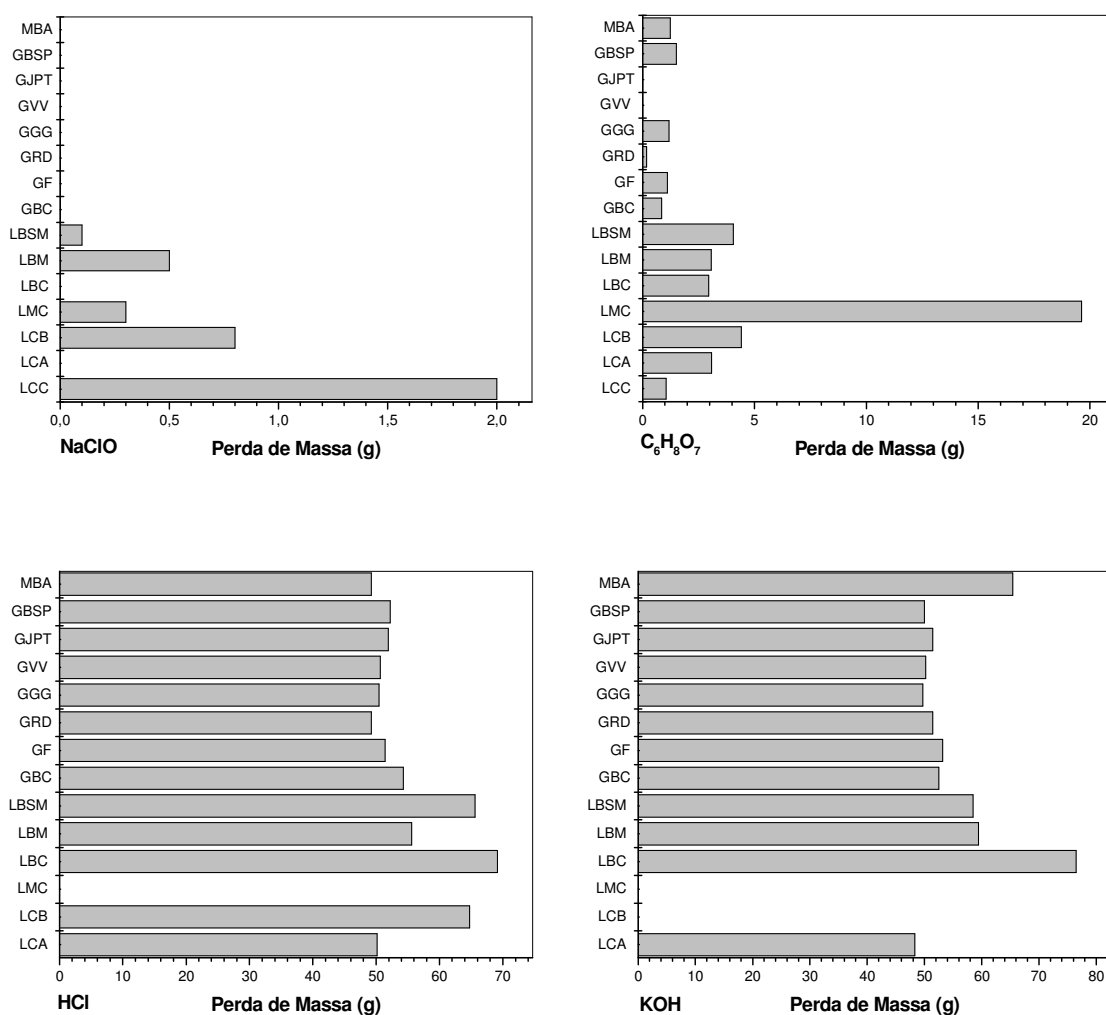 MBA
GBSP
GJPT
GVV
GGG
GRD
GF
GBC
LBSM
LBM
LBC
LMC
LCB
LCA
LCC
0,0 0,5 1,0 1,5 2,0
NaClO Perda de Massa (g)
MBA
GBSP
GJPT
GVV
GGG
GRD
GF
GBC
LBSM
LBM
LBC
LMC
LCB
LCA
LCC
0 5 10 15 20
C₆H₈O₇ Perda de Massa (g)
MBA
GBSP
GJPT
GVV
GGG
GRD
GF
GBC
LBSM
LBM
LBC
LMC
LCB
LCA
0 10 20 30 40 50 60 70
HCl Perda de Massa (g)
MBA
GBSP
GJPT
GVV
GGG
GRD
GF
GBC
LBSM
LBM
LBC
LMC
LCB
LCA
0 10 20 30 40 50 60 70 80
KOH Perda de Massa (g)